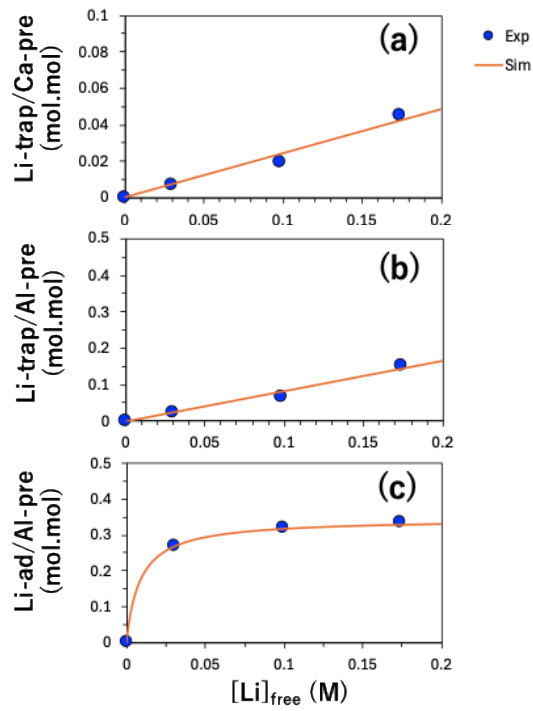 Exp
Sim
(a)
Li-trap/Ca-pre
(mol.mol)
0.1
0.08
0.06
0.04
0.02
0
0
0.05
0.1
0.15
0.2
(b)
Li-trap/Al-pre
(mol.mol)
0.5
0.4
0.3
0.2
0.1
0
0
0.05
0.1
0.15
0.2
(c)
Li-ad/Al-pre
(mol.mol)
0.5
0.4
0.3
0.2
0.1
0
0
0.05
0.1
0.15
0.2
[Li]free (M)